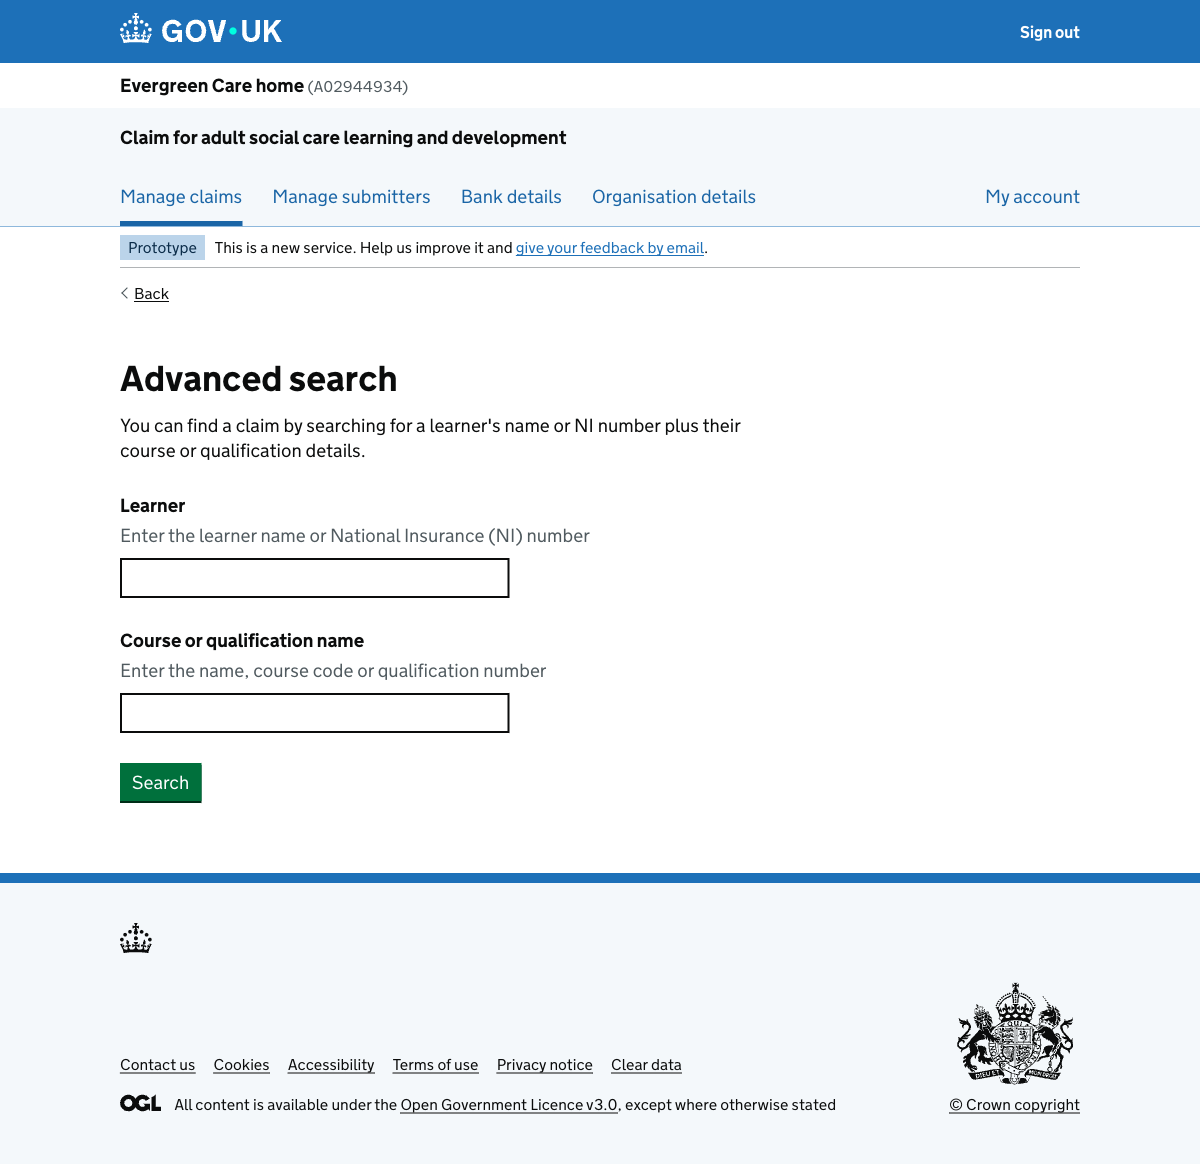 GOV·UK
Sign out
Evergreen Care home (A02944934)
Claim for adult social care learning and development
Manage claims
Manage submitters
Bank details
Organisation details
My account
Prototype
This is a new service. Help us improve it and give your feedback by email.
Back
Advanced search
You can find a claim by searching for a learner's name or NI number plus their
course or qualification details.
Learner
Enter the learner name or National Insurance (NI) number
Course or qualification name
Enter the name, course code or qualification number
Search
Contact us
Cookies
Accessibility
Terms of use
Privacy notice
Clear data
OGL
All content is available under the Open Government Licence v3.0, except where otherwise stated
© Crown copyright